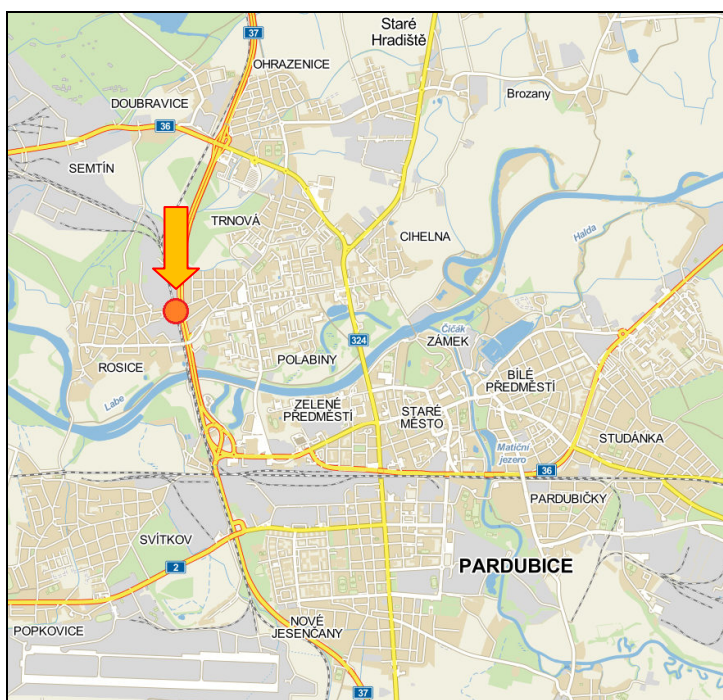 Staré
Hradiště
37
OHRAZENICE
Brozany
DOUBRAVICE
36
SEMTÍN
TRNOVÁ
CIHELNA
Halda
Číčák
ZÁMEK
324
POLABINY
ROSICE
BÍLÉ
PŘEDMĚSTÍ
Labe
ZELENÉ
PŘEDMĚSTÍ
STARÉ
MĚSTO
STUDÁNKA
Matiční
jezero
36
PARDUBIČKY
SVÍTKOV
2
PARDUBICE
POPKOVICE
NOVÉ
JESENČANY
37